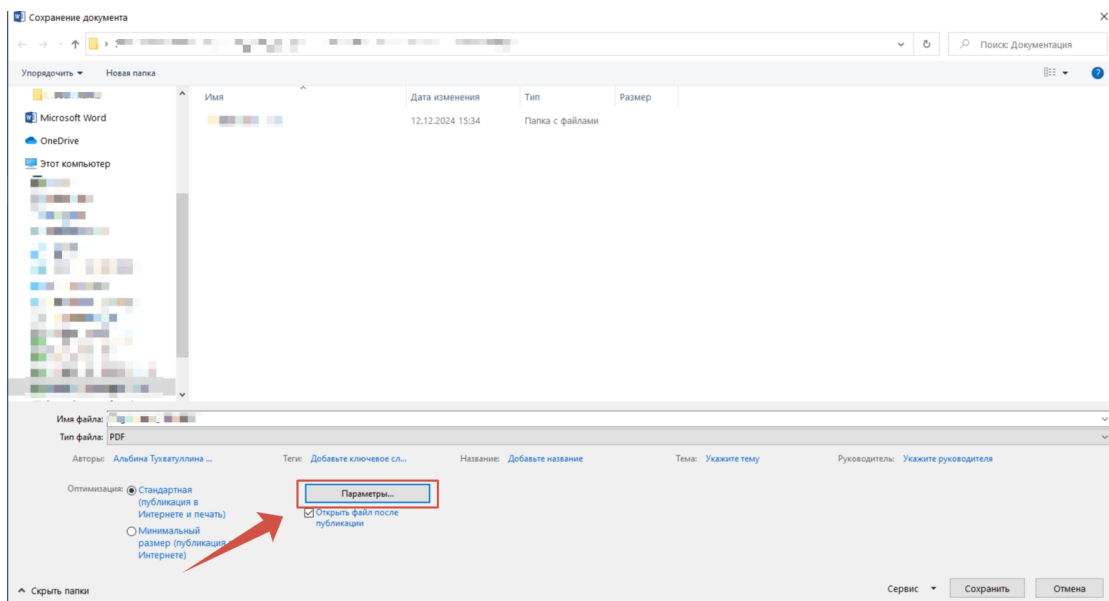 Сохранение документа
Поиск: Документация
Упорядочить
Новая папка
Имя
Дата изменения
Тип
Размер
Microsoft Word
12.12.2024 15:34
Папка с файлами
OneDrive
Этот компьютер
Имя файла:
Тип файла: PDF
Авторы: Альбина Тухватуллина ...
Теги: Добавьте ключевое сл...
Название: Добавьте название
Тема: Укажите тему
Руководитель: Укажите руководителя
Оптимизация:
Стандартная
(публикация в
Интернете и печать)
Минимальный
размер (публикация
Интернете)
Параметры...
Открыть файл после
публикации
Скрыть папки
Сервис
Сохранить
Отмена